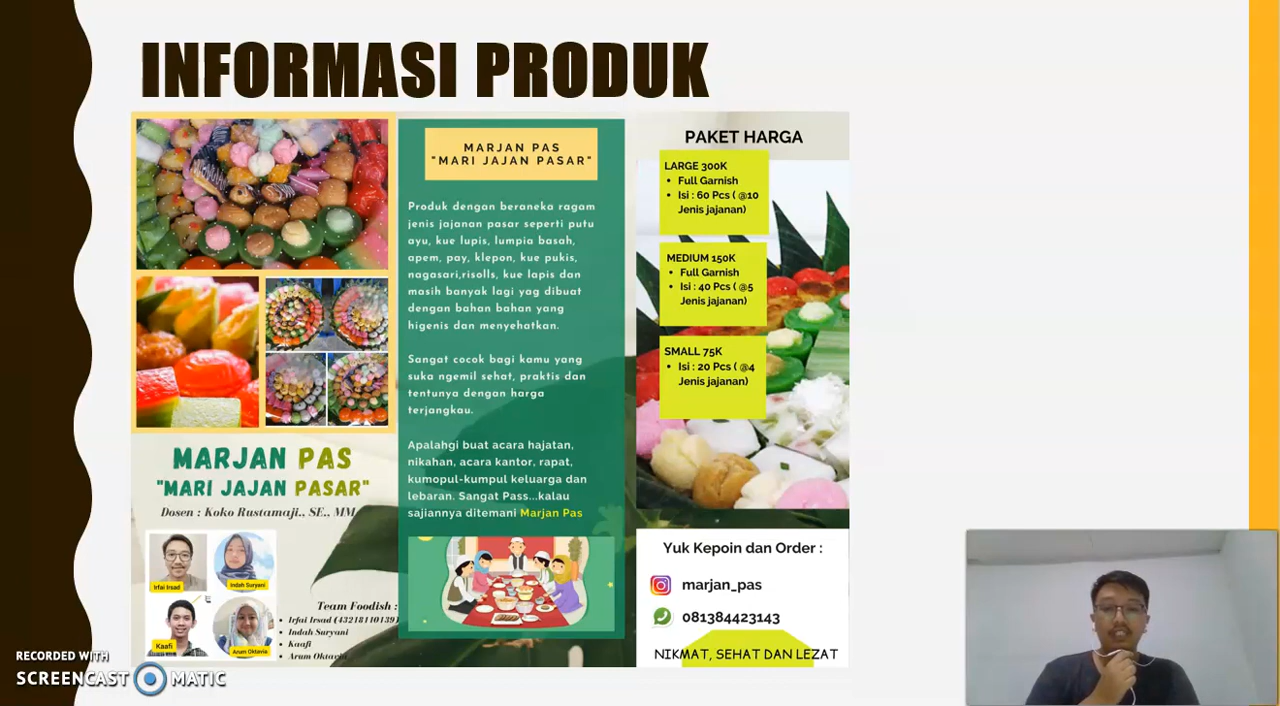 INFORMASI PRODUK
MARJAN PAS
"MARI JAJAN PASAR"
Dosen : Koko Rustamaji., SE., MM
Irfai Irsad
Indah Suryani
Kaafi
Arum Oktavia
Team Foodish :
• Irfai Irsad (43218110139)
• Indah Suryani
• Kaafi
• Arum Oktavia
MARJAN PAS
"MARI JAJAN PASAR"
Produk dengan beraneka ragam
jenis jajanan pasar seperti putu
ayu, kue lupis, lumpia basah,
apem, pay, klepon, kue pukis,
nagasari,risolls, kue lapis dan
masih banyak lagi yag dibuat
dengan bahan bahan yang
higenis dan menyehatkan.
Sangat cocok bagi kamu yang
suka ngemil sehat, praktis dan
tentunya dengan harga
terjangkau.
Apalahgi buat acara hajatan,
nikahan, acara kantor, rapat,
kumopul-kumpul keluarga dan
lebaran. Sangat Pass...kalau
sajiannya ditemani Marjan Pas
PAKET HARGA
LARGE 300K
• Full Garnish
• Isi : 60 Pcs ( @10
Jenis jajanan)
MEDIUM 150K
• Full Garnish
• Isi : 40 Pcs ( @5
Jenis jajanan)
SMALL 75K
• Isi : 20 Pcs ( @4
Jenis jajanan)
Yuk Kepoin dan Order :
marjan_pas
081384423143
NIKMAT, SEHAT DAN LEZAT
RECORDED WITH
SCREENCAST MATIC